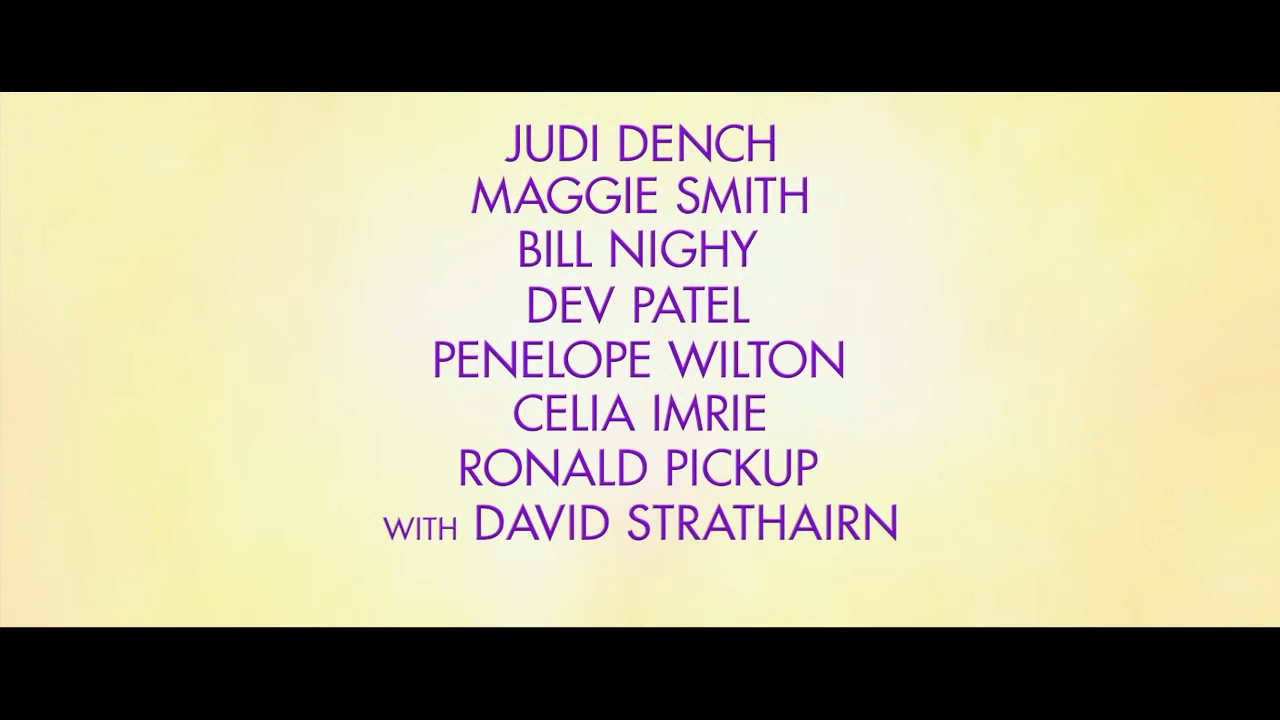 JUDI DENCH
MAGGIE SMITH
BILL NIGHY
DEV PATEL
PENELOPE WILTON
CELIA IMRIE
RONALD PICKUP
WITH DAVID STRATHAIRN